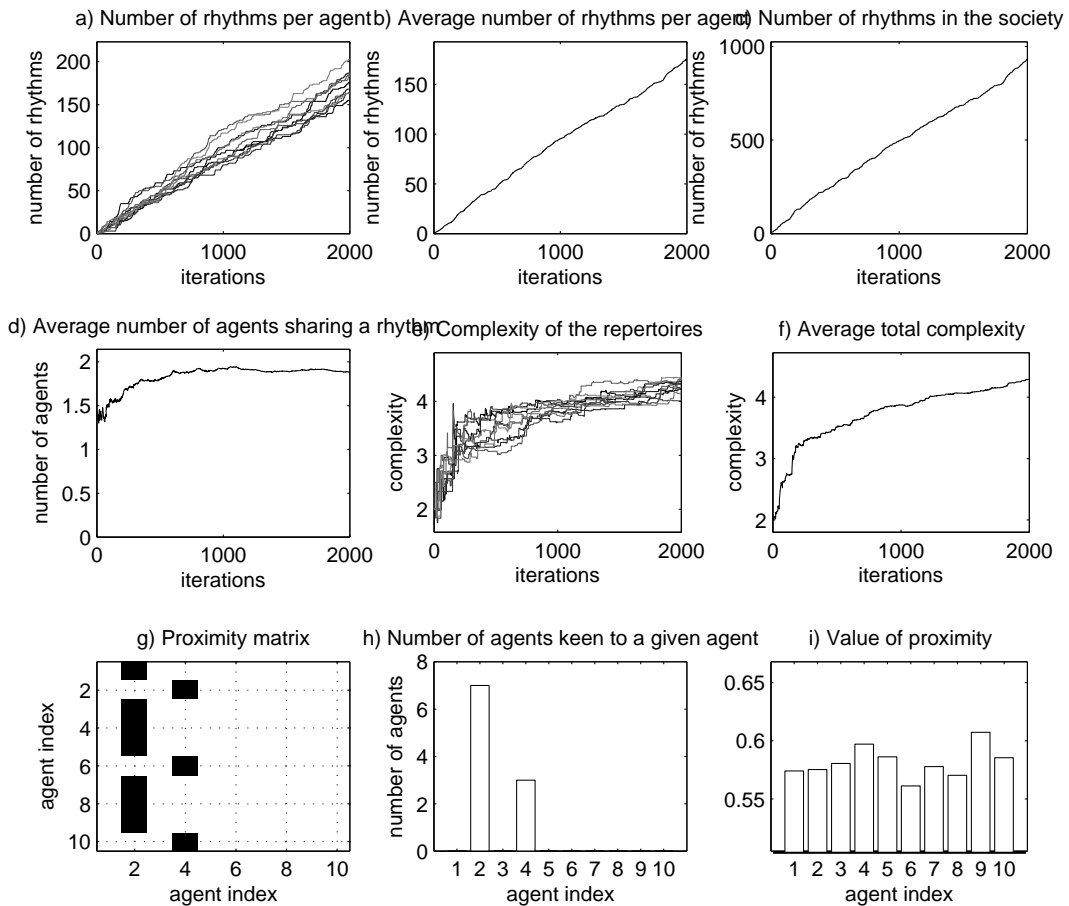 a) Number of rhythms per agent
200
150
100
50
0
0 1000 2000
number of rhythms
iterations
b) Average number of rhythms per agent
150
100
50
0
0 1000 2000
number of rhythms
iterations
c) Number of rhythms in the society
1000
500
0
0 1000 2000
number of rhythms
iterations
d) Average number of agents sharing a rhythm
2
1.5
1
0.5
0
0 1000 2000
number of agents
iterations
e) Complexity of the repertoires
4
3
2
0 1000 2000
complexity
iterations
f) Average total complexity
4
3
2
0 1000 2000
complexity
iterations
g) Proximity matrix
2
4
6
8
10
2 4 6 8 10
agent index
agent index
h) Number of agents keen to a given agent
8
6
4
2
0
1 2 3 4 5 6 7 8 9 10
number of agents
agent index
i) Value of proximity
0.65
0.6
0.55
1 2 3 4 5 6 7 8 9 10
agent index